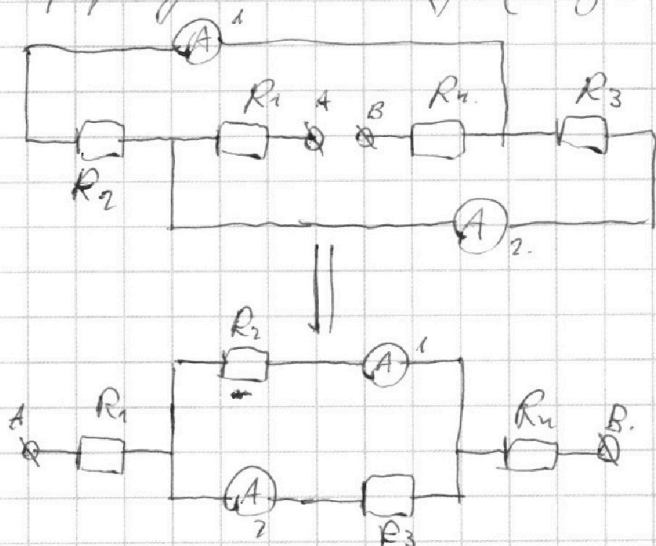 A 1
R1 A B R4 R3
R2
A 2.
R2 A 1
A R1 R4 B.
A 2 R3